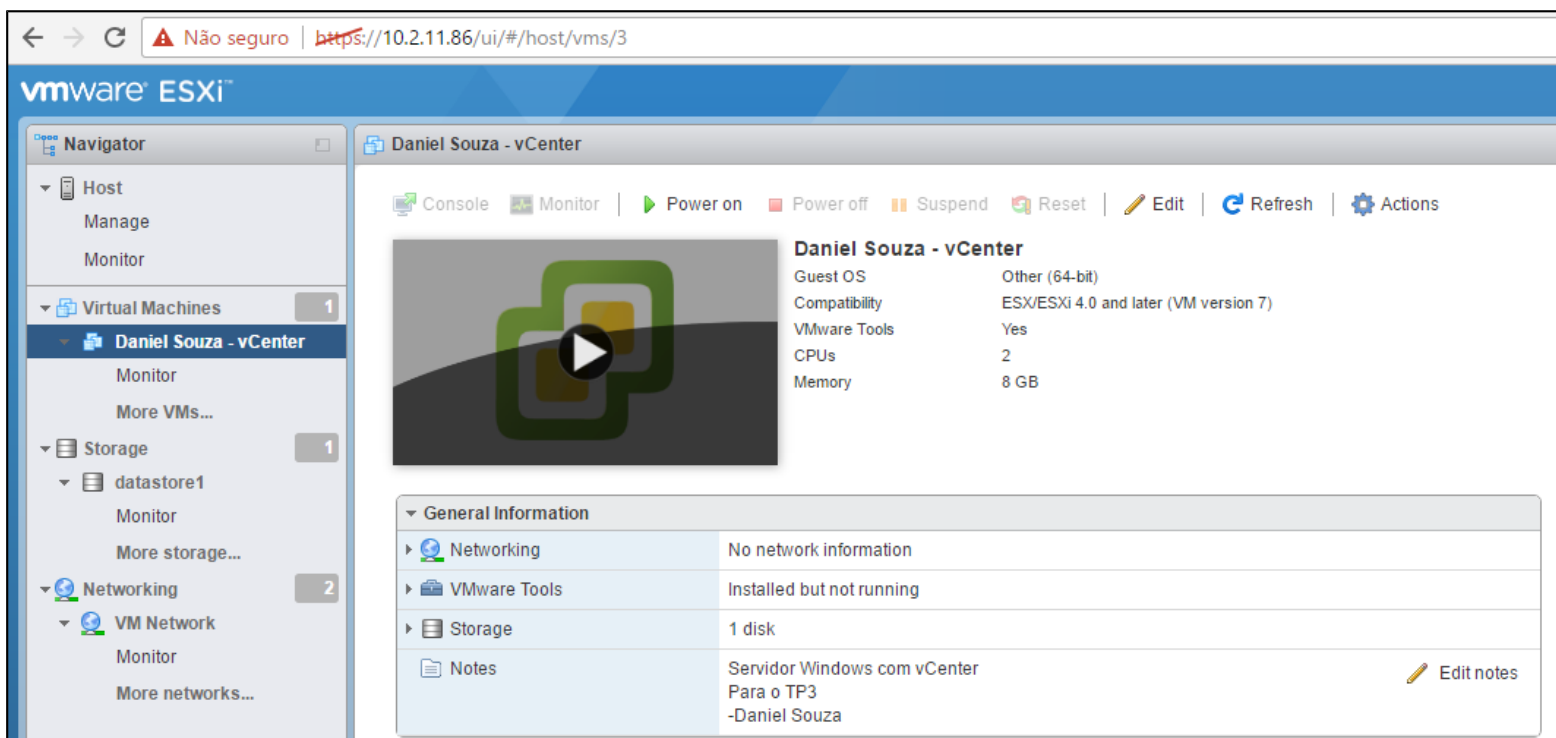 Não seguro | https://10.2.11.86/ui/#/host/vms/3
vmware® ESXi™
Navigator
Host
Manage
Monitor
Virtual Machines 1
Daniel Souza - vCenter
Monitor
More VMs...
Storage 1
datastore1
Monitor
More storage...
Networking 2
VM Network
Monitor
More networks...
Daniel Souza - vCenter
Console Monitor Power on Power off Suspend Reset Edit Refresh Actions
Daniel Souza - vCenter
Guest OS Other (64-bit)
Compatibility ESX/ESXi 4.0 and later (VM version 7)
VMware Tools Yes
CPUs 2
Memory 8 GB
General Information
Networking No network information
VMware Tools Installed but not running
Storage 1 disk
Notes Servidor Windows com vCenter Edit notes
Para o TP3
-Daniel Souza